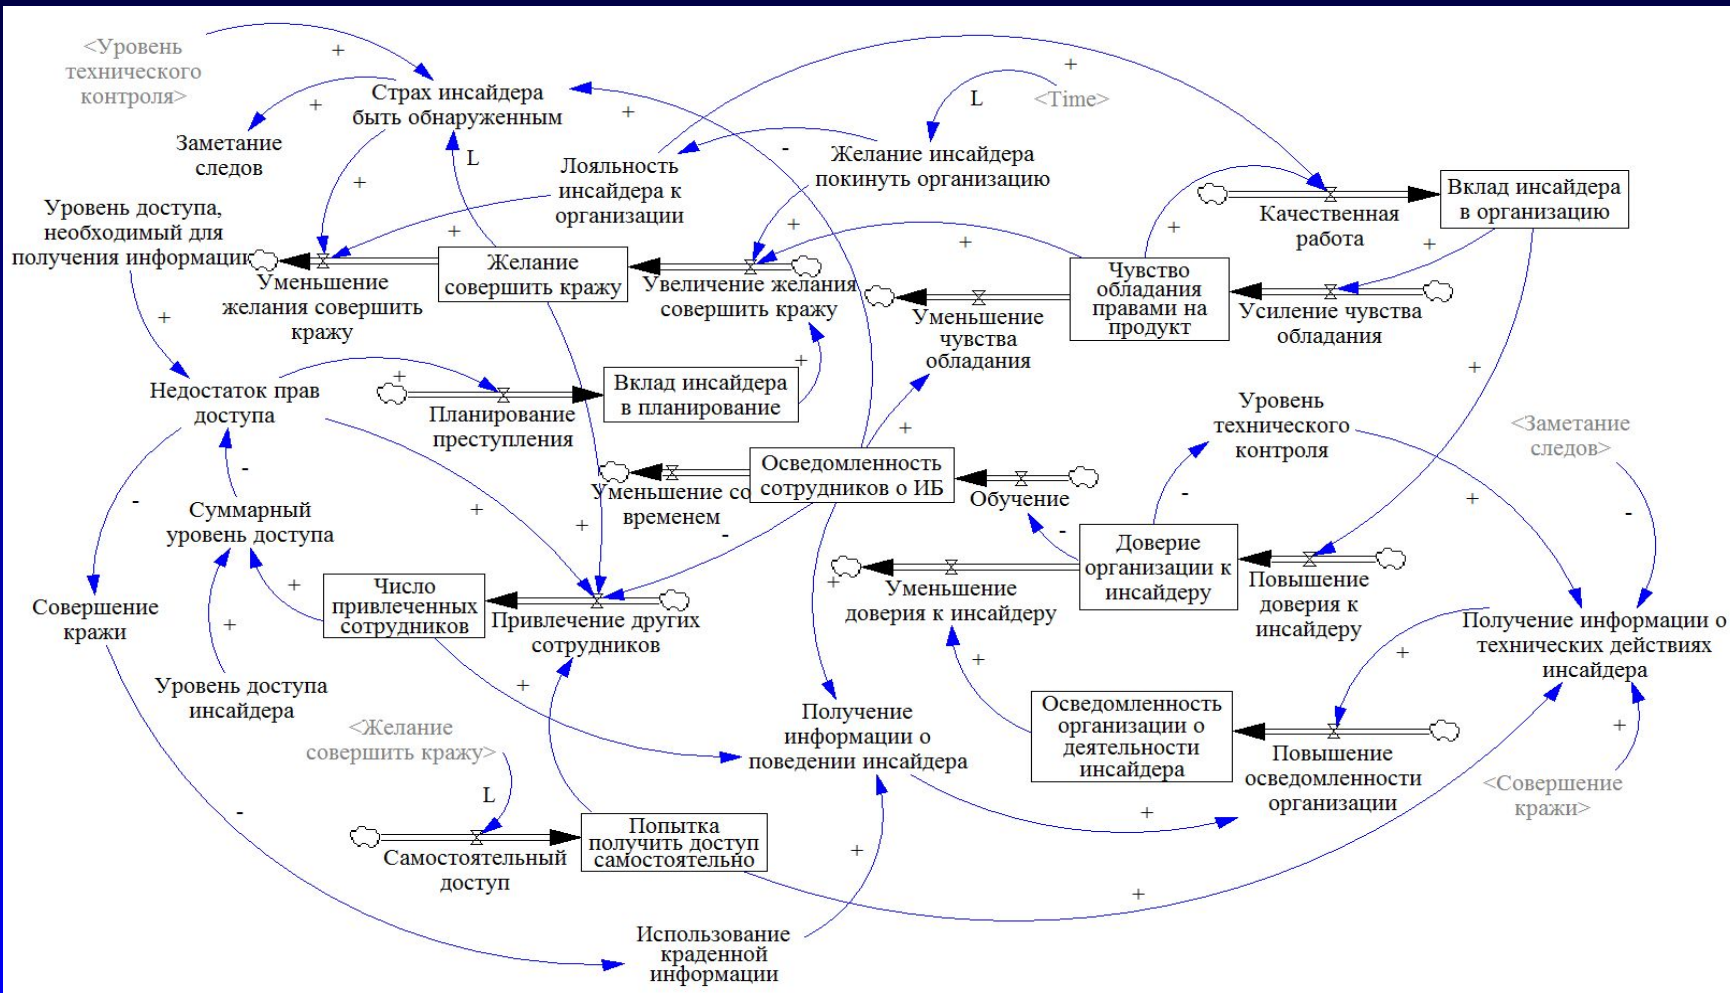 <Уровень
технического
контроля>
+
Страх инсайдера
быть обнаруженным
+
Заметание
следов
+
L
+
<Time>
L
+
Желание инсайдера
покинуть организацию
-
Лояльность
инсайдера к
организации
+
+
+
+
+
Качественная
работа
Вклад инсайдера
в организацию
+
Уровень доступа,
необходимый для
получения информации
Уменьшение
желания совершить
кражу
Желание
совершить кражу
Увеличение желания
совершить кражу
Чувство
обладания
правами на
продукт
Уменьшение
чувства
обладания
Усиление чувства
обладания
+
+
+
+
Недостаток прав
доступа
Планирование
преступления
Вклад инсайдера
в планирование
+
+
Уровень
технического
контроля
<Заметание
следов>
Осведомленность
сотрудников о ИБ
Уменьшение со
временем
Обучение
-
-
Суммарный
уровень доступа
+
+
-
-
-
+
-
Доверие
организации к
инсайдеру
Уменьшение
доверия к инсайдеру
Повышение
доверия к
инсайдеру
+
+
Число
привлеченных
сотрудников
Привлечение других
сотрудников
Совершение
кражи
+
Получение информации о
технических действиях
инсайдера
+
+
Уровень доступа
инсайдера
+
<Желание
совершить кражу>
Получение
информации о
поведении инсайдера
Осведомленность
организации о
деятельности
инсайдера
Повышение
осведомленности
организации
+
<Совершение
кражи>
L
-
+
Самостоятельный
доступ
Попытка
получить доступ
самостоятельно
+
+
Использование
краденной
информации